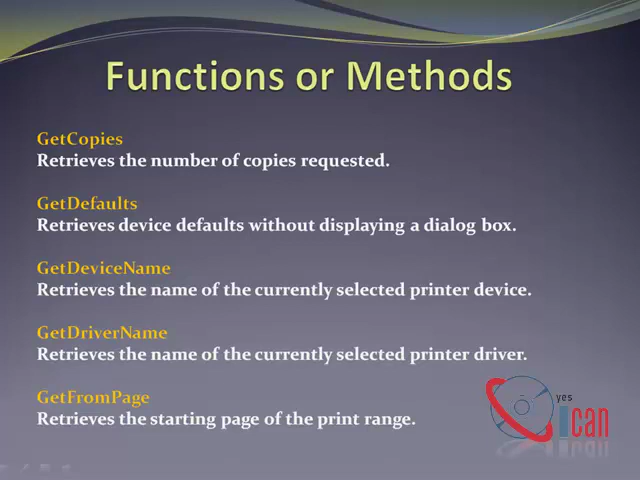 Functions or Methods
GetCopies
Retrieves the number of copies requested.
GetDefaults
Retrieves device defaults without displaying a dialog box.
GetDeviceName
Retrieves the name of the currently selected printer device.
GetDriverName
Retrieves the name of the currently selected printer driver.
GetFromPage
Retrieves the starting page of the print range.
yes
Ican